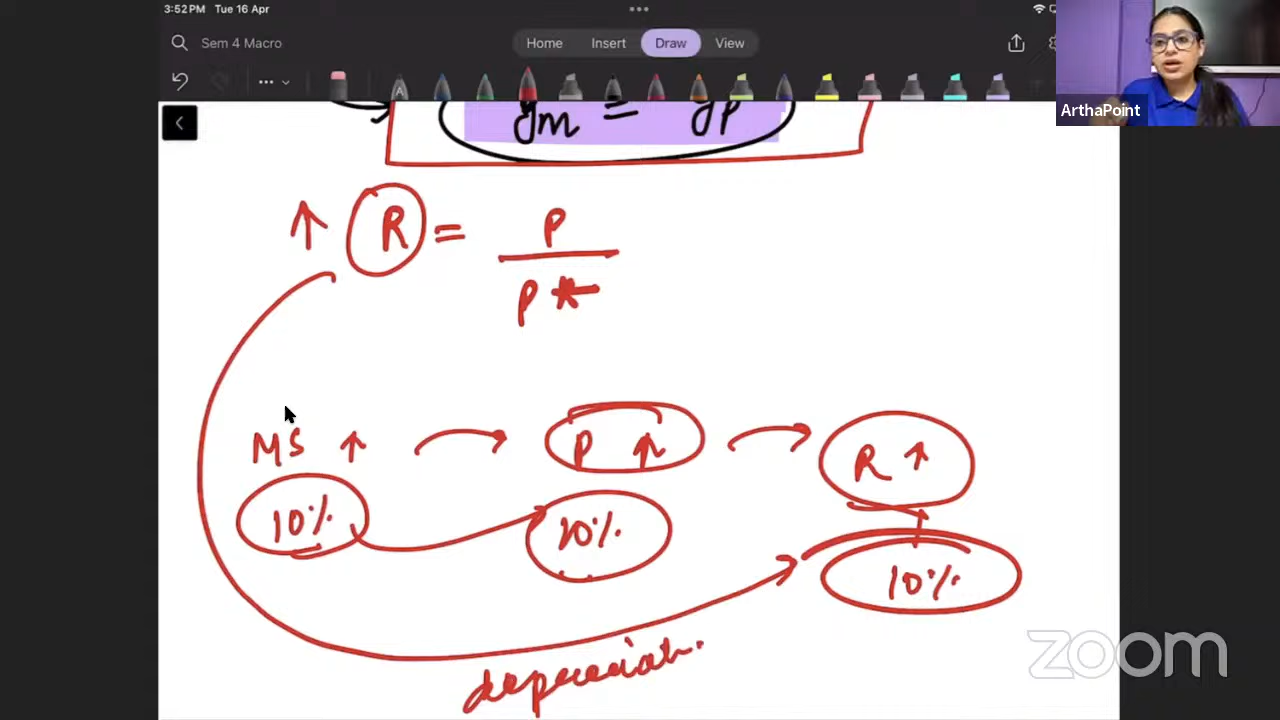 3:52 PM Tue 16 Apr
Sem 4 Macro
Home Insert Draw View
A
ArthaPoint
gm = gp
↑ R = P
P*
MS ↑ P ↑ R ↑
10% 10% 10%
zoom